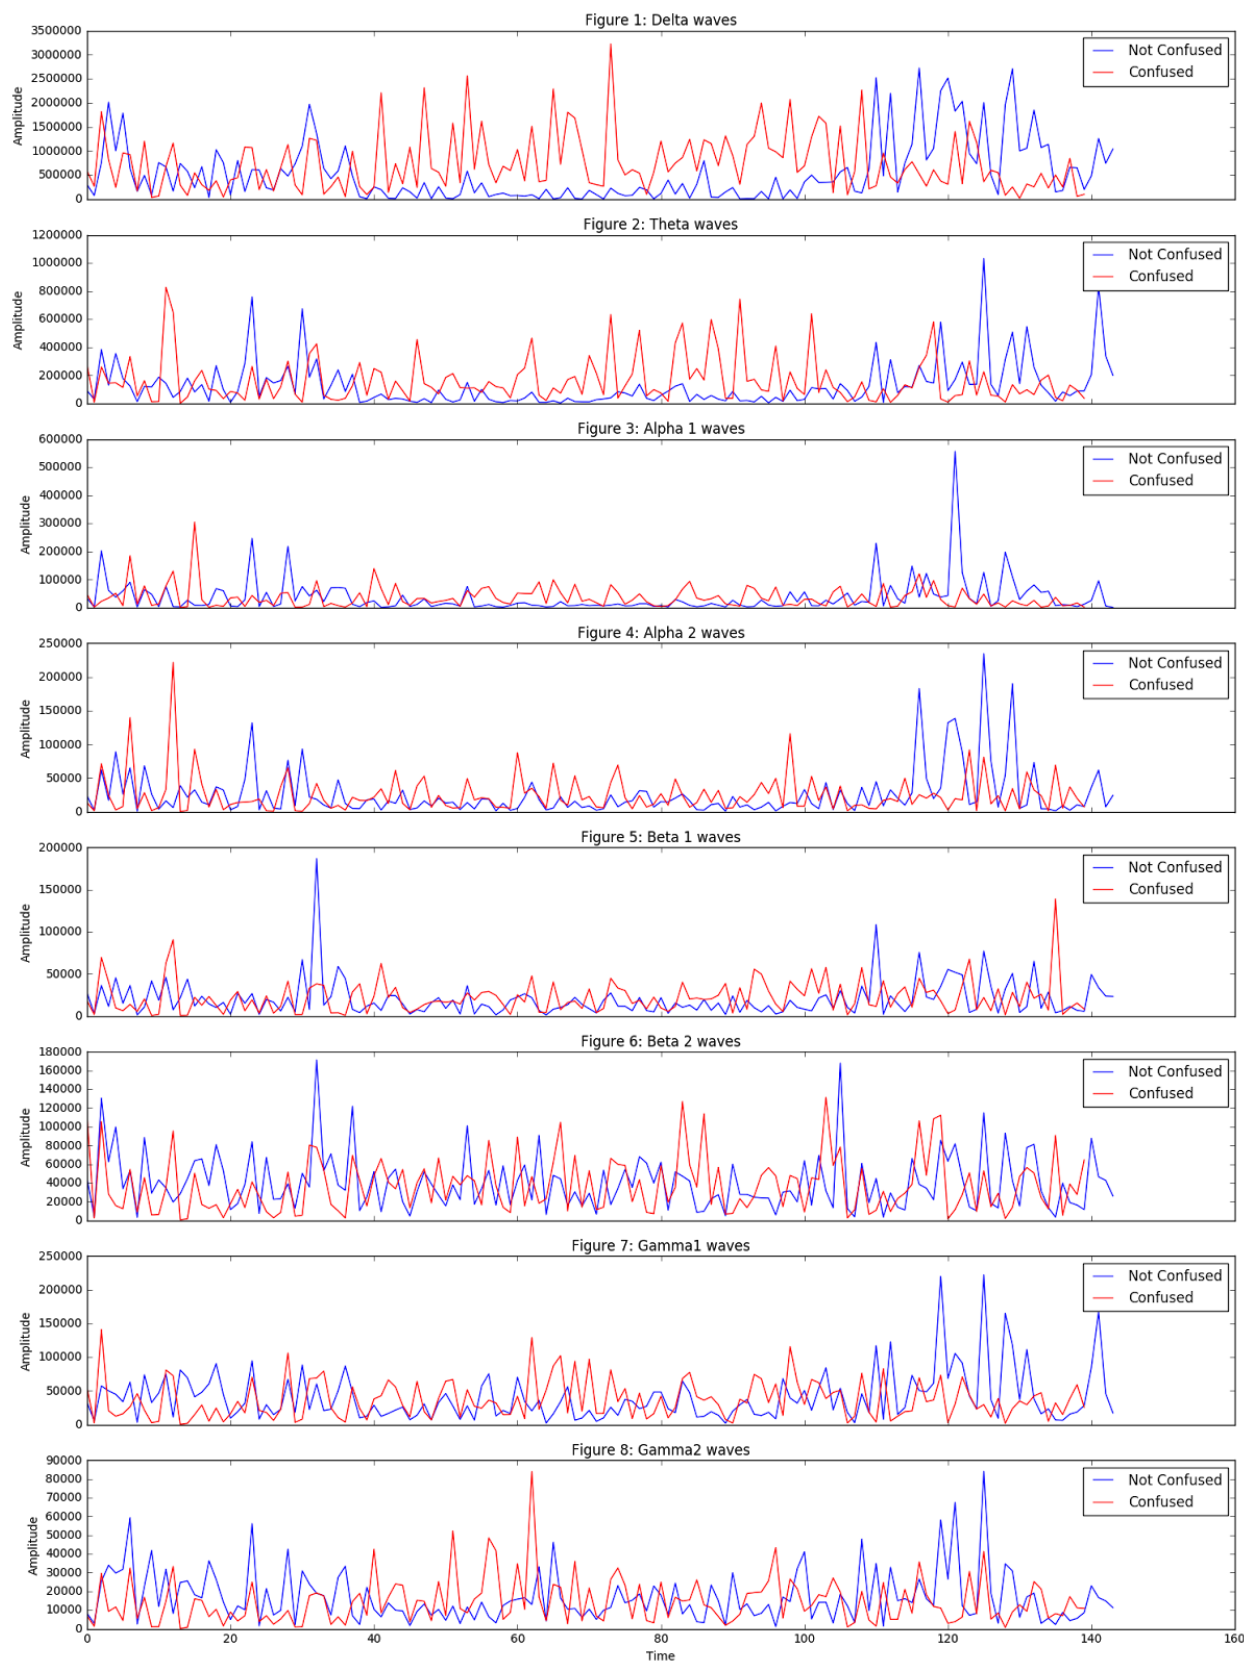 Figure 1: Delta waves
3500000
3000000
2500000
2000000
1500000
1000000
500000
0
Amplitude
Not Confused
Confused
Figure 2: Theta waves
1200000
1000000
800000
600000
400000
200000
0
Amplitude
Not Confused
Confused
Figure 3: Alpha 1 waves
600000
500000
400000
300000
200000
100000
0
Amplitude
Not Confused
Confused
Figure 4: Alpha 2 waves
250000
200000
150000
100000
50000
0
Amplitude
Not Confused
Confused
Figure 5: Beta 1 waves
200000
150000
100000
50000
0
Amplitude
Not Confused
Confused
Figure 6: Beta 2 waves
180000
160000
140000
120000
100000
80000
60000
40000
20000
0
Amplitude
Not Confused
Confused
Figure 7: Gamma1 waves
250000
200000
150000
100000
50000
0
Amplitude
Not Confused
Confused
Figure 8: Gamma2 waves
90000
80000
70000
60000
50000
40000
30000
20000
10000
0
Amplitude
Not Confused
Confused
0 20 40 60 80 100 120 140 160
Time